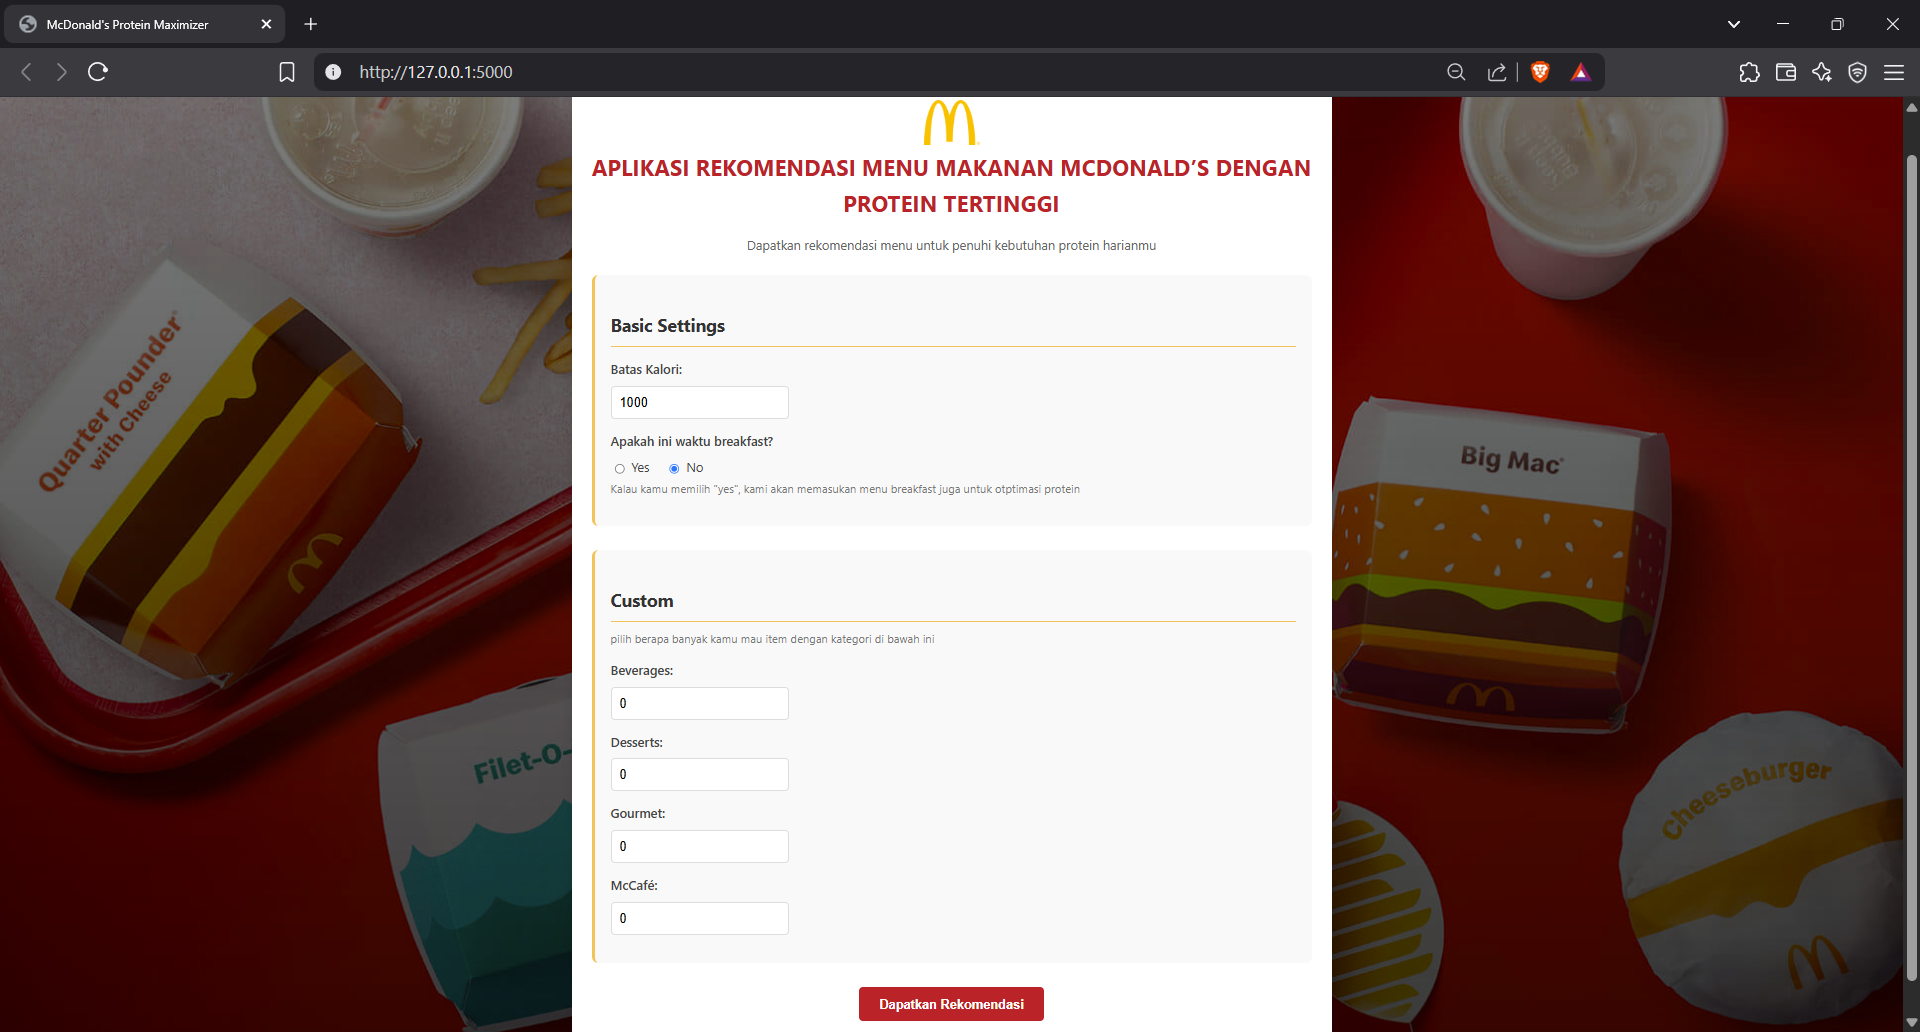 McDonald's Protein Maximizer
http://127.0.0.1:5000
APLIKASI REKOMENDASI MENU MAKANAN MCDONALD'S DENGAN
PROTEIN TERTINGGI
Dapatkan rekomendasi menu untuk penuhi kebutuhan protein harianmu
Basic Settings
Batas Kalori:
1000
Apakah ini waktu breakfast?
Yes No
Kalau kamu memilih "yes", kami akan memasukan menu breakfast juga untuk otptimasi protein
Custom
pilih berapa banyak kamu mau item dengan kategori di bawah ini
Beverages:
0
Desserts:
0
Gourmet:
0
McCafé:
0
Dapatkan Rekomendasi
Quarter Pounder
with Cheese
Filet-O-
Big Mac
Cheeseburger